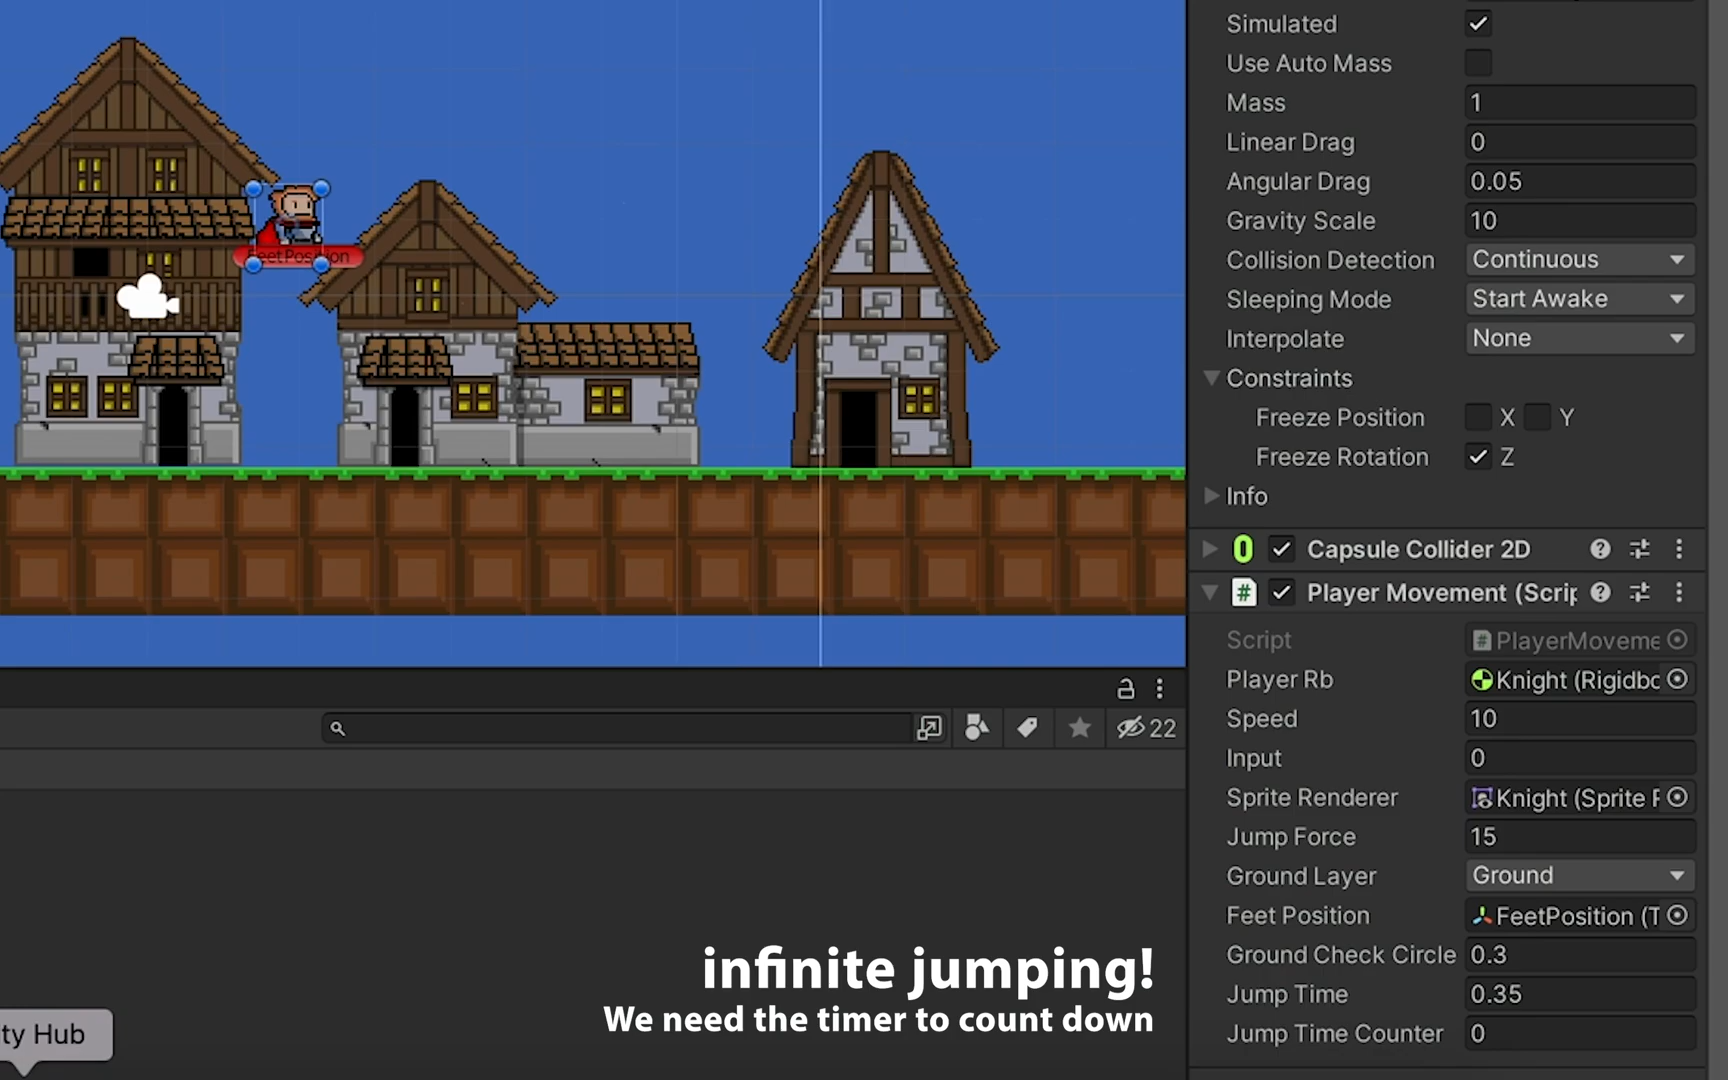 Simulated
Use Auto Mass
Mass 1
Linear Drag 0
Angular Drag 0.05
Gravity Scale 10
Collision Detection Continuous
Sleeping Mode Start Awake
Interpolate None
Constraints
Freeze Position X Y
Freeze Rotation Z
Info
Capsule Collider 2D
Player Movement (Scrip
Script # PlayerMoveme
Player Rb Knight (Rigidbo
Speed 10
Input 0
Sprite Renderer Knight (Sprite R
Jump Force 15
Ground Layer Ground
Feet Position FeetPosition (T
Ground Check Circle 0.3
Jump Time 0.35
Jump Time Counter 0
FeetPosition
22
infinite jumping!
We need the timer to count down
ty Hub